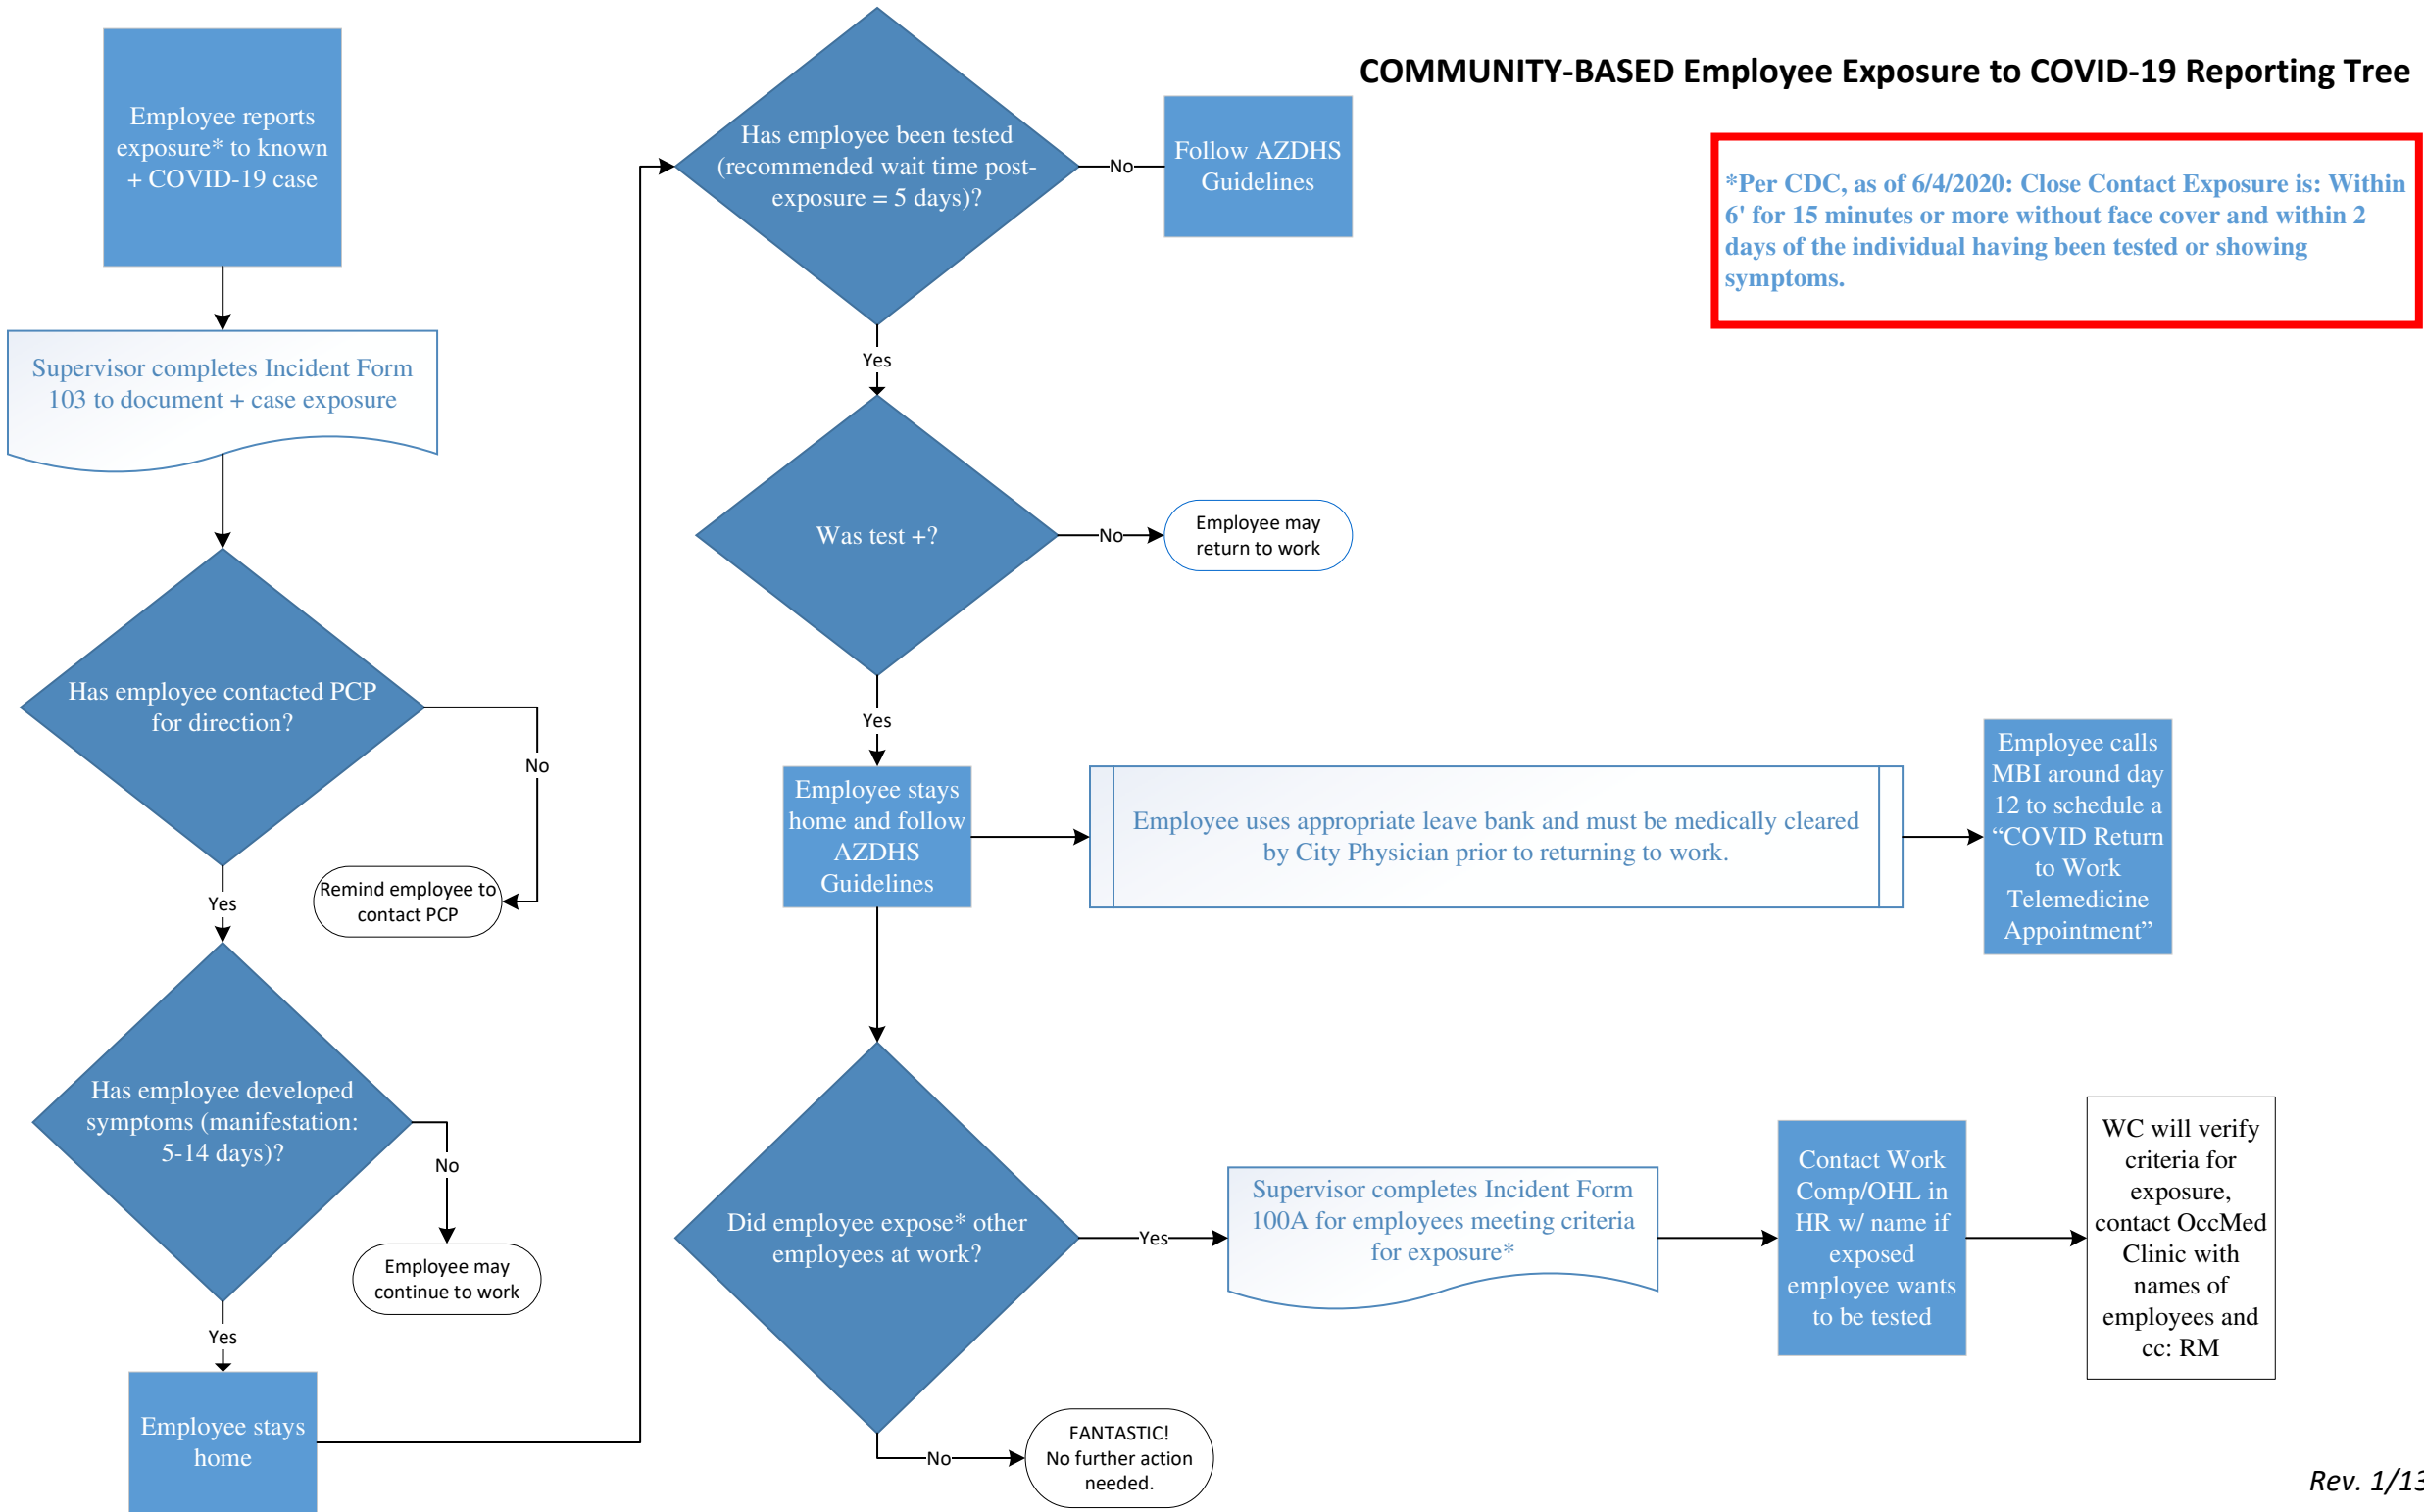 COMMUNITY-BASED Employee Exposure to COVID-19 Reporting Tree
*Per CDC, as of 6/4/2020: Close Contact Exposure is: Within
6' for 15 minutes or more without face cover and within 2
days of the individual having been tested or showing
symptoms.
Employee reports
exposure* to known
+ COVID-19 case
Supervisor completes Incident Form
103 to document + case exposure
Has employee contacted PCP
for direction?
No
Remind employee to
contact PCP
Yes
Has employee developed
symptoms (manifestation:
5-14 days)?
No
Employee may
continue to work
Yes
Employee stays
home
Has employee been tested
(recommended wait time post-
exposure = 5 days)?
No
Follow AZDHS
Guidelines
Yes
Was test +?
No
Employee may
return to work
Yes
Employee stays
home and follow
AZDHS
Guidelines
Employee uses appropriate leave bank and must be medically cleared
by City Physician prior to returning to work.
Employee calls
MBI around day
12 to schedule a
“COVID Return
to Work
Telemedicine
Appointment”
Did employee expose* other
employees at work?
Yes
Supervisor completes Incident Form
100A for employees meeting criteria
for exposure*
Contact Work
Comp/OHL in
HR w/ name if
exposed
employee wants
to be tested
WC will verify
criteria for
exposure,
contact OccMed
Clinic with
names of
employees and
cc: RM
No
FANTASTIC!
No further action
needed.
Rev. 1/13